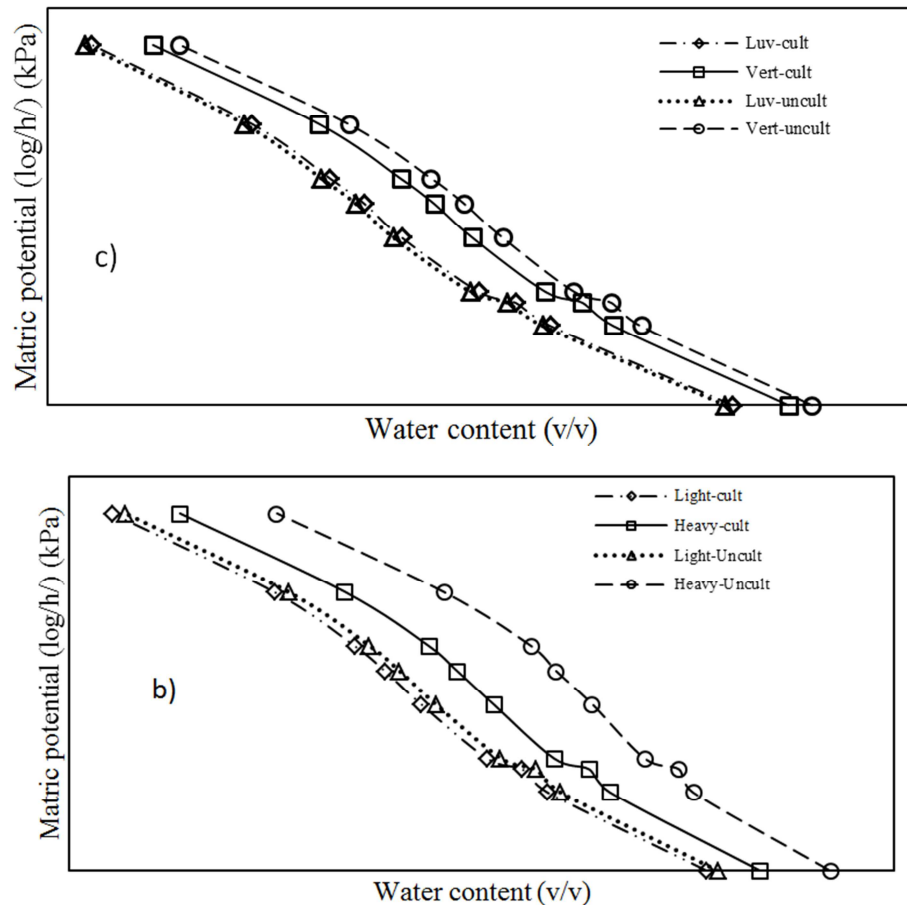 Matric potential (log/h/) (kPa)
c)
Luv-cult
Vert-cult
Luv-uncult
Vert-uncult
Water content (v/v)
Matric potential (log/h/) (kPa)
b)
Light-cult
Heavy-cult
Light-Uncult
Heavy-Uncult
Water content (v/v)